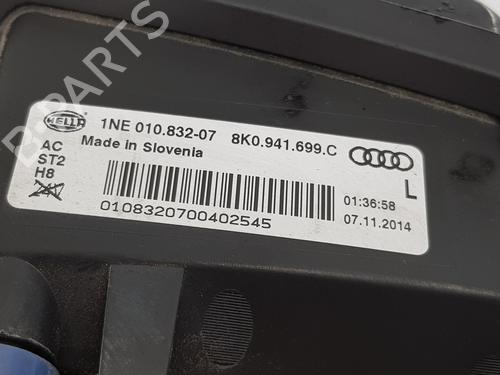 B-PARTS
HELLA
1NE 010.832-07 8K0.941.699.C
Made in Slovenia
AC
ST2
H8
L
01:36:58
07.11.2014
0108320700402545